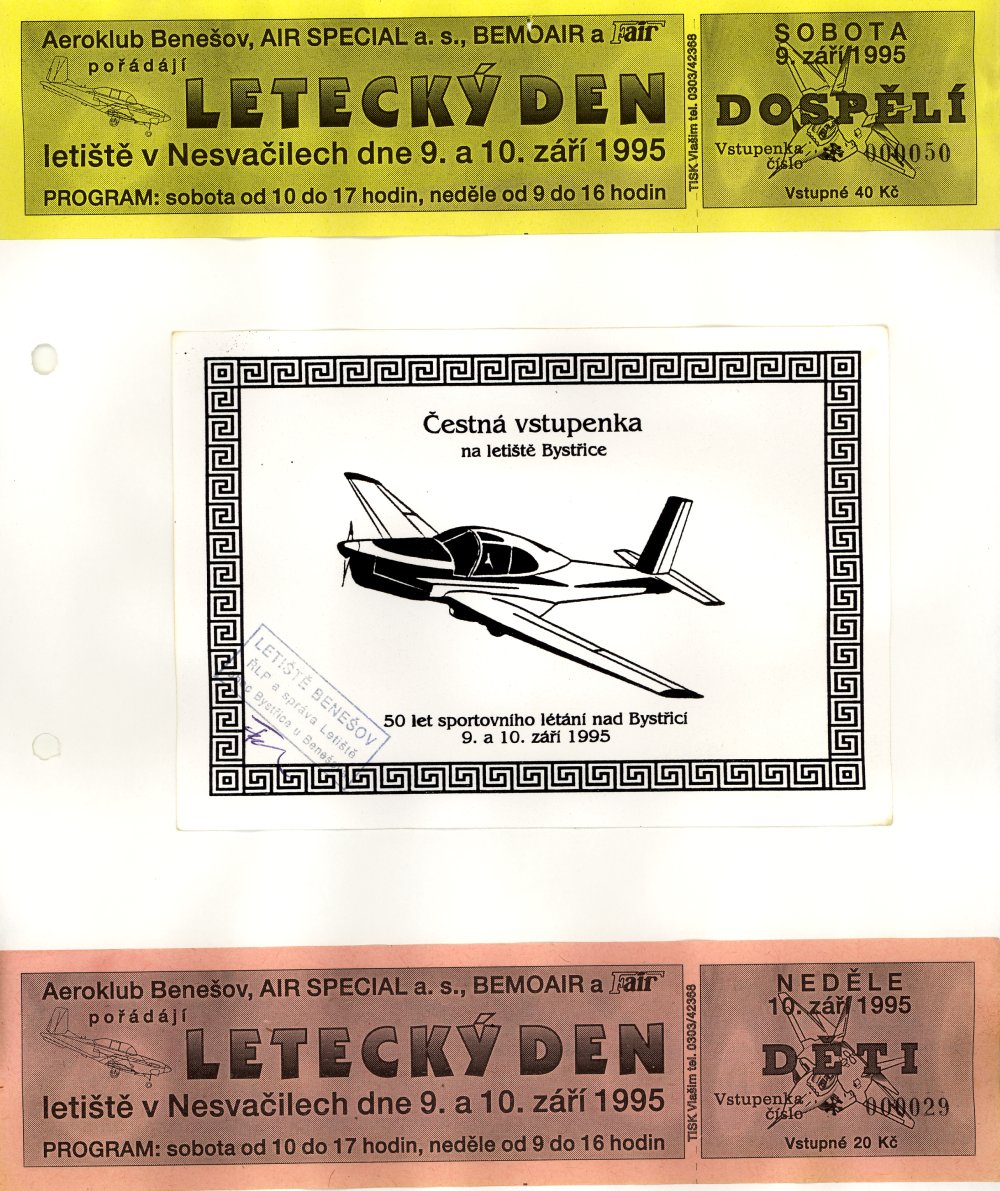 Aeroklub Benešov, AIR SPECIAL a. s., BEMOAIR a Fair
pořádájí
LETECKÝ DEN
letiště v Nesvačilech dne 9. a 10. září 1995
PROGRAM: sobota od 10 do 17 hodin, neděle od 9 do 16 hodin
TISK Vlašim tel. 0303/42368
SOBOTA
9. září 1995
DOSPĚLÍ
Vstupenka
číslo 000050
Vstupné 40 Kč
Čestná vstupenka
na letiště Bystřice
LETIŠTĚ BENEŠOV
ŘLP a správa Letiště
Bystřice u Beneš
50 let sportovního létání nad Bystřicí
9. a 10. září 1995
Aeroklub Benešov, AIR SPECIAL a. s., BEMOAIR a Fair
pořádájí
LETECKÝ DEN
letiště v Nesvačilech dne 9. a 10. září 1995
PROGRAM: sobota od 10 do 17 hodin, neděle od 9 do 16 hodin
TISK Vlašim tel. 0303/42368
NEDĚLE
10. září 1995
DĚTI
Vstupenka
číslo 000029
Vstupné 20 Kč